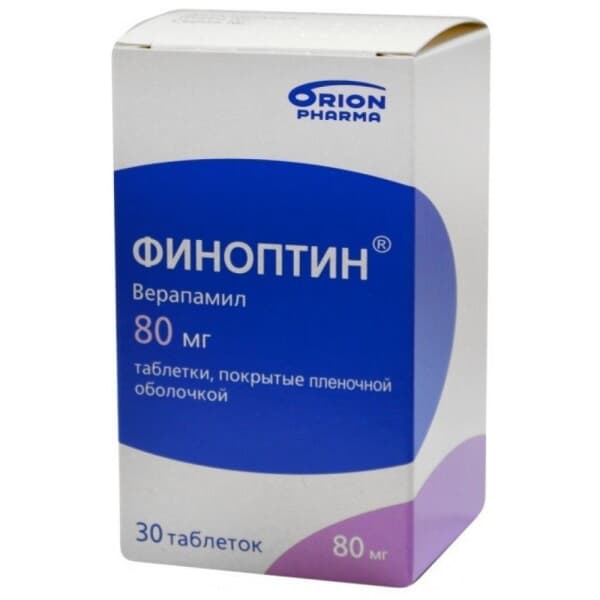 ORION
PHARMA
ФИНОПТИН®
Верапамил
80 мг
таблетки, покрытые пленочной
оболочкой
30 таблеток
80 мг